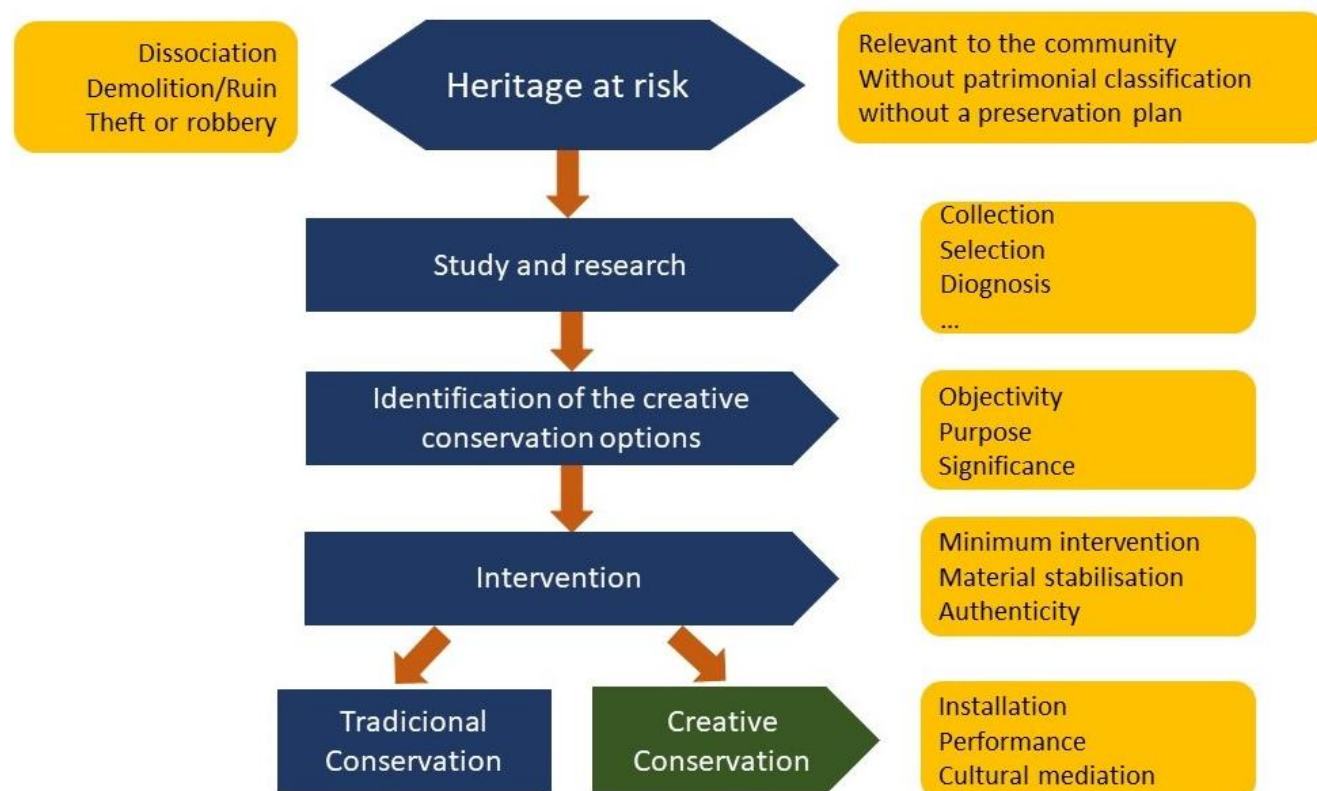 Dissociation
Demolition/Ruin
Theft or robbery
Heritage at risk
Relevant to the community
Without patrimonial classification
without a preservation plan
Study and research
Collection
Selection
Diognosis
...
Identification of the creative
conservation options
Objectivity
Purpose
Significance
Intervention
Minimum intervention
Material stabilisation
Authenticity
Tradicional
Conservation
Creative
Conservation
Installation
Performance
Cultural mediation